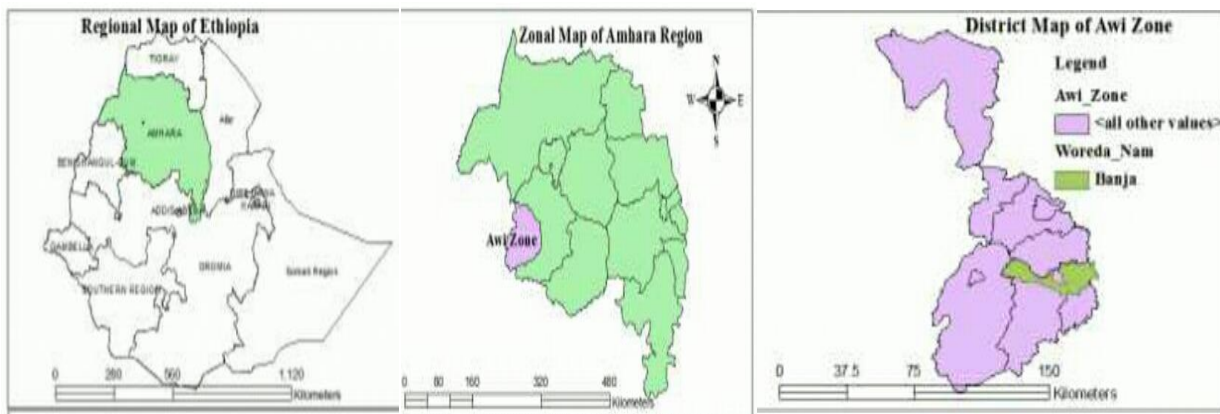 Regional Map of Ethiopia
TIGRAY
Afar
AMHARA
ADDIS ABEBA
GAMBELLA
OROMIA
Somali Region
SOUTHERN REGION
0 280 560 1,120
Kilometers
Zonal Map of Amhara Region
N
W E
S
Awi Zone
0 80 160 320 480
Kilometers
District Map of Awi Zone
Legend
Awi_Zone
<all other values>
Woreda_Nam
Banja
0 37.5 75 150
Kilometers